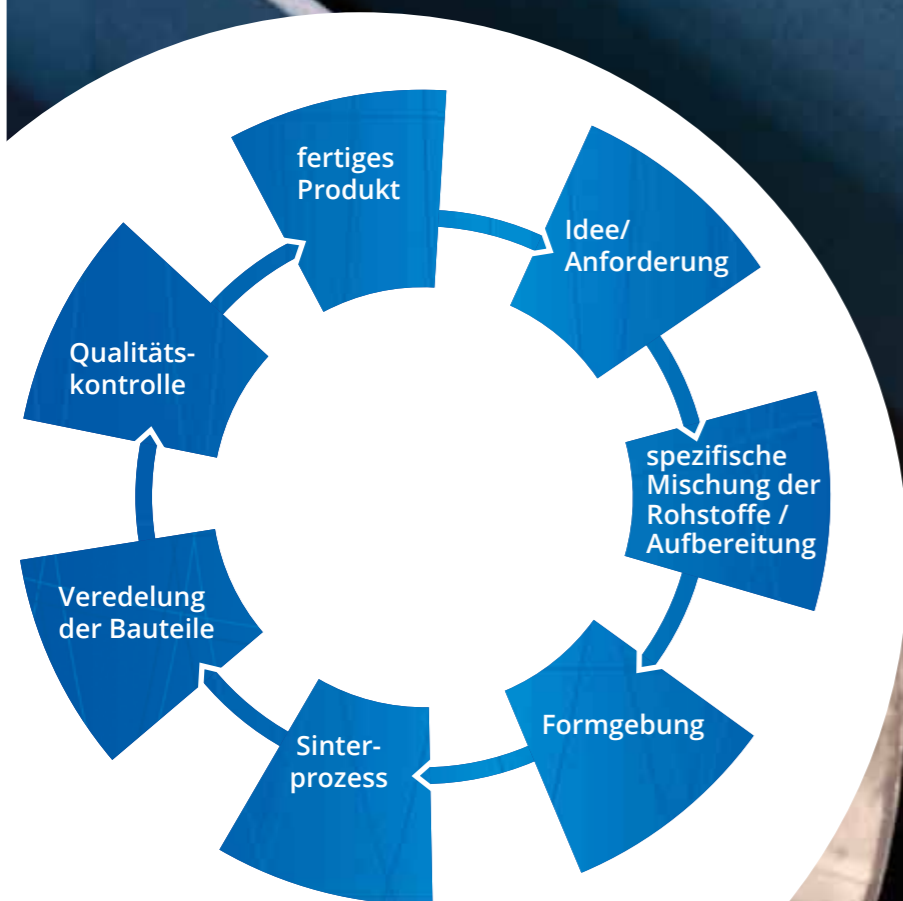 fertiges
Produkt
Idee/
Anforderung
spezifische
Mischung der
Rohstoffe /
Aufbereitung
Formgebung
Sinter-
prozess
Veredelung
der Bauteile
Qualitäts-
kontrolle